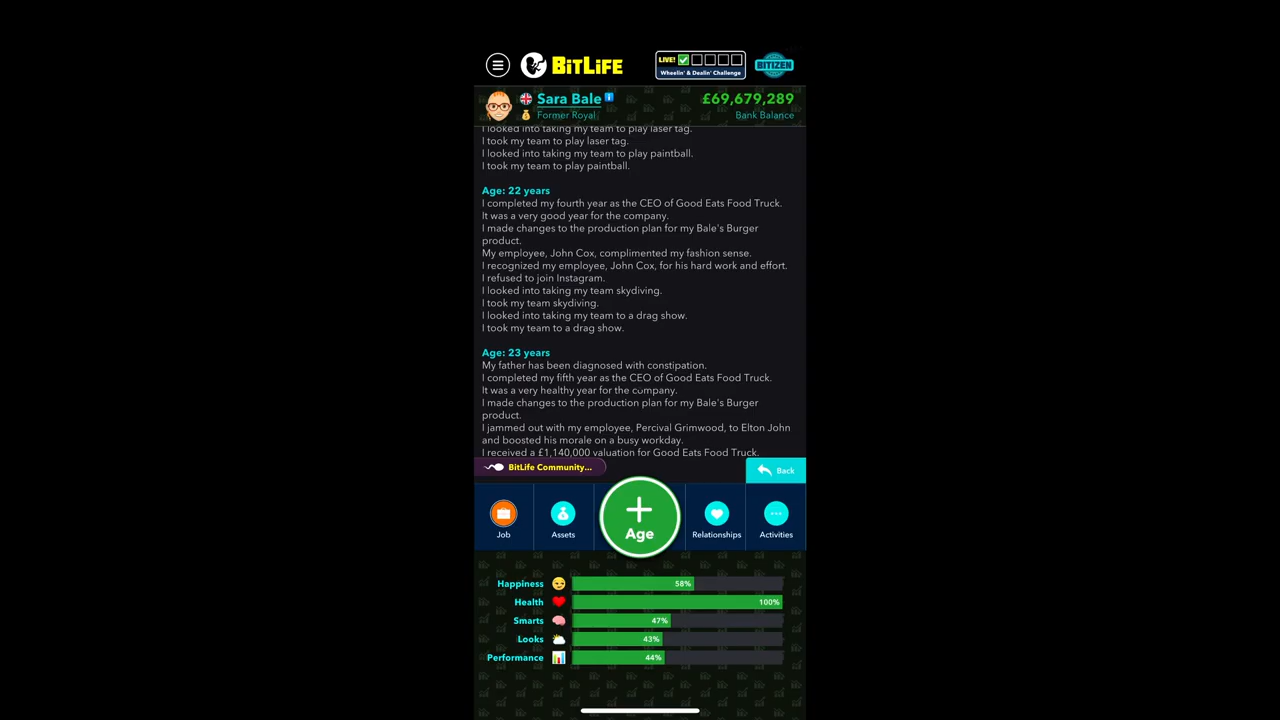 BitLife
LIVE!
Wheelin' & Dealin' Challenge
BITIZEN
Sara Bale
£69,679,289
Former Royal
Bank Balance
I looked into taking my team to play laser tag.
I took my team to play laser tag.
I looked into taking my team to play paintball.
I took my team to play paintball.
Age: 22 years
I completed my fourth year as the CEO of Good Eats Food Truck.
It was a very good year for the company.
I made changes to the production plan for my Bale's Burger
product.
My employee, John Cox, complimented my fashion sense.
I recognized my employee, John Cox, for his hard work and effort.
I refused to join Instagram.
I looked into taking my team skydiving.
I took my team skydiving.
I looked into taking my team to a drag show.
I took my team to a drag show.
Age: 23 years
My father has been diagnosed with constipation.
I completed my fifth year as the CEO of Good Eats Food Truck.
It was a very healthy year for the company.
I made changes to the production plan for my Bale's Burger
product.
I jammed out with my employee, Percival Grimwood, to Elton John
and boosted his morale on a busy workday.
I received a £1,140,000 valuation for Good Eats Food Truck.
BitLife Community...
Back
Job
Assets
Age
Relationships
Activities
Happiness 58%
Health 100%
Smarts 47%
Looks 43%
Performance 44%